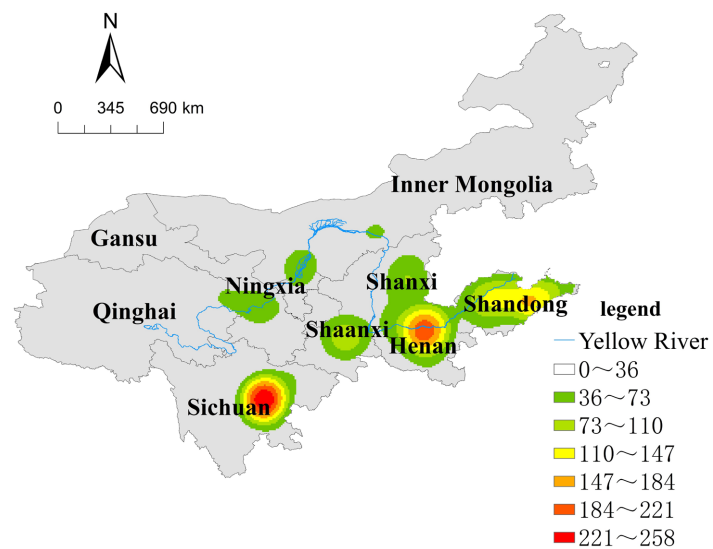 N
0 345 690 km
Inner Mongolia
Gansu
Ningxia
Shanxi
Qinghai
Shandong
Shaanxi
Henan
Sichuan
legend
Yellow River
0～36
36～73
73～110
110～147
147～184
184～221
221～258